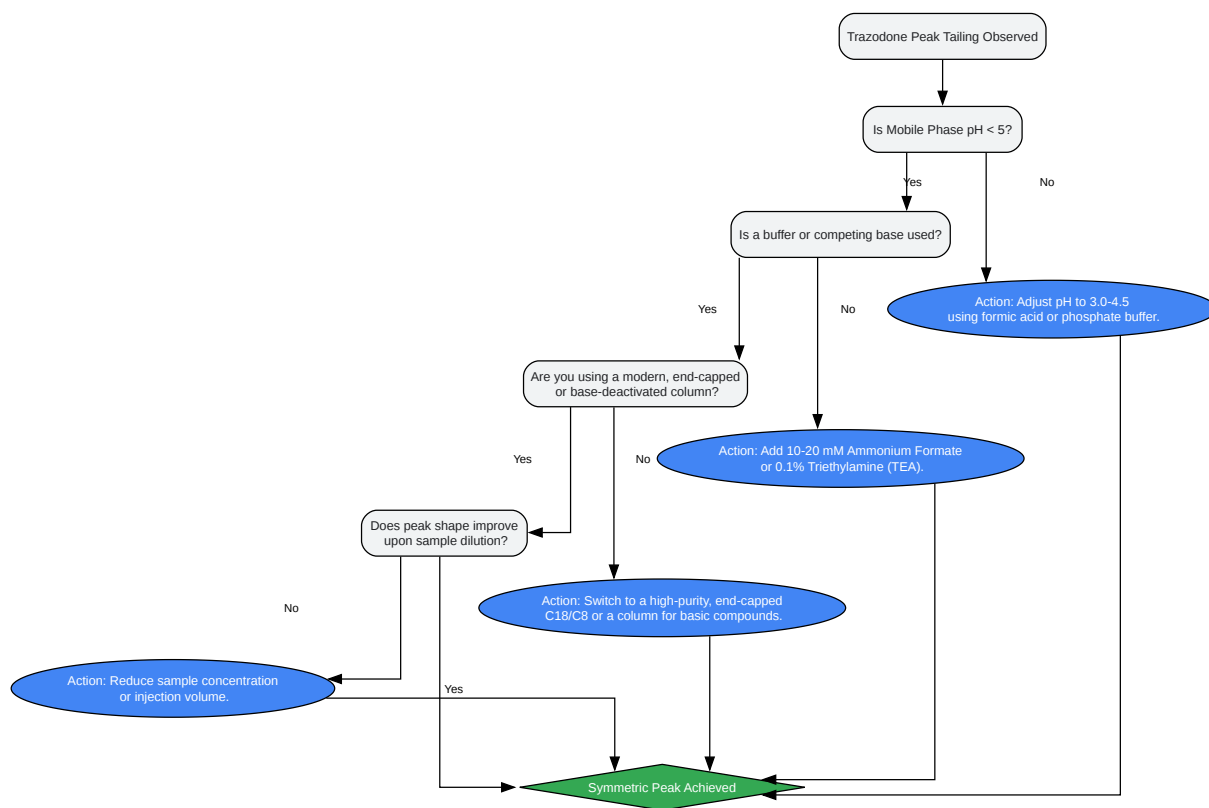 Trazodone Peak Tailing Observed
Is Mobile Phase pH < 5?
Yes
No
Is a buffer or competing base used?
Yes
No
Action: Adjust pH to 3.0-4.5
using formic acid or phosphate buffer.
Are you using a modern, end-capped
or base-deactivated column?
Yes
No
Action: Add 10-20 mM Ammonium Formate
or 0.1% Triethylamine (TEA).
Does peak shape improve
upon sample dilution?
No
Action: Switch to a high-purity, end-capped
C18/C8 or a column for basic compounds.
Action: Reduce sample concentration
or injection volume.
Yes
Symmetric Peak Achieved